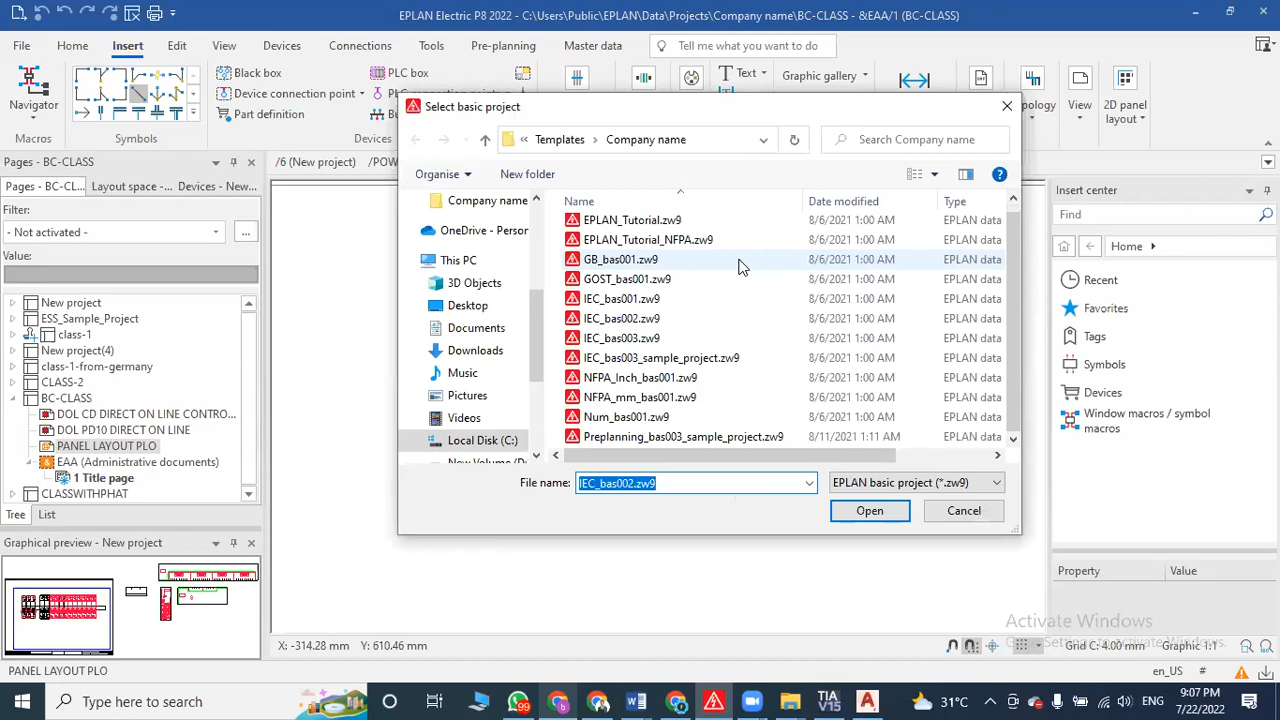 EPLAN Electric P8 2022 - C:\Users\Public\EPLAN\Data\Projects\Company name\BC-CLASS - &EAA/1 (BC-CLASS)
File Home Insert Edit View Devices Connections Tools Pre-planning Master data Tell me what you want to do
Navigator
Macros
Symbols
Black box
Device connection point
Part definition
PLC box
Devices
Text
Graphical gallery
View
2D panel
layout
Pages - BC-CLASS
Pages - BC-CL... Layout space -... Devices - New...
Filter:
- Not activated - ...
Value:
New project
ESS_Sample_Project
class-1
New project(4)
class-1-from-germany
CLASS-2
BC-CLASS
DOL CD DIRECT ON LINE CONTRO...
DOL PD10 DIRECT ON LINE
PANEL LAYOUT PLO
EAA (Administrative documents)
1 Title page
CLASSWITHPHAT
Tree List
Graphical preview - New project
/6 (New project)
Select basic project
« Templates Company name
Search Company name
Organise New folder
Company name
OneDrive - Person
This PC
3D Objects
Desktop
Documents
Downloads
Music
Pictures
Videos
Local Disk (C:)
Name Date modified Type
EPLAN_Tutorial.zw9 8/6/2021 1:00 AM EPLAN data
EPLAN_Tutorial_NFPA.zw9 8/6/2021 1:00 AM EPLAN data
GB_bas001.zw9 8/6/2021 1:00 AM EPLAN data
GOST_bas001.zw9 8/6/2021 1:00 AM EPLAN data
IEC_bas001.zw9 8/6/2021 1:00 AM EPLAN data
IEC_bas002.zw9 8/6/2021 1:00 AM EPLAN data
IEC_bas003.zw9 8/6/2021 1:00 AM EPLAN data
IEC_bas003_sample_project.zw9 8/6/2021 1:00 AM EPLAN data
NFPA_Inch_bas001.zw9 8/6/2021 1:00 AM EPLAN data
NFPA_mm_bas001.zw9 8/6/2021 1:00 AM EPLAN data
Num_bas001.zw9 8/6/2021 1:00 AM EPLAN data
Preplanning_bas003_sample_project.zw9 8/11/2021 1:11 AM EPLAN data
File name: IEC_bas002.zw9 EPLAN basic project (*.zw9)
Open Cancel
Insert center
Find
Home
Recent
Favorites
Tags
Symbols
Devices
Window macros / symbol
macros
Property Value
Activate Windows
X: -314.28 mm Y: 610.46 mm
Grid C: 4.00 mm Graphic 1:1
PANEL LAYOUT PLO
en_US #
Type here to search
99
TIA
V15
31°C
ENG
9:07 PM
7/22/2022